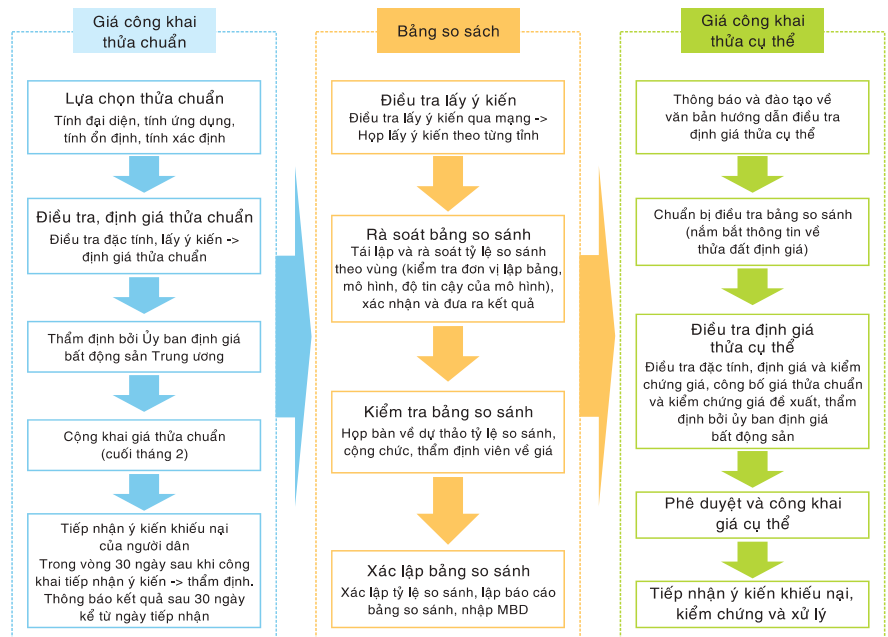 Giá công khai
thửa chuẩn
Lựa chọn thửa chuẩn
Tính đại diện, tính ứng dụng,
tính ổn định, tính xác định
Điều tra, định giá thửa chuẩn
Điều tra đặc tính, lấy ý kiến ->
định giá thửa chuẩn
Thẩm định bởi Ủy ban định giá
bất động sản Trung ương
Cộng khai giá thửa chuẩn
(cuối tháng 2)
Tiếp nhận ý kiến khiếu nại
của người dân
Trong vòng 30 ngày sau khi công
khai tiếp nhận ý kiến -> thẩm định.
Thông báo kết quả sau 30 ngày
kể từ ngày tiếp nhận
Bảng so sách
Điều tra lấy ý kiến
Điều tra lấy ý kiến qua mạng ->
Họp lấy ý kiến theo từng tỉnh
Rà soát bảng so sánh
Tái lập và rà soát tỷ lệ so sánh
theo vùng (kiểm tra đơn vị lập bảng,
mô hình, độ tin cậy của mô hình),
xác nhận và đưa ra kết quả
Kiểm tra bảng so sánh
Họp bàn về dự thảo tỷ lệ so sánh,
cộng chức, thẩm định viên về giá
Xác lập bảng so sánh
Xác lập tỷ lệ so sánh, lập báo cáo
bảng so sánh, nhập MBD
Giá công khai
thửa cụ thể
Thông báo và đào tạo về
văn bản hướng dẫn điều tra
định giá thửa cụ thể
Chuẩn bị điều tra bảng so sánh
(nắm bắt thông tin về
thửa đất định giá)
Điều tra định giá
thửa cụ thể
Điều tra đặc tính, định giá và kiểm
chứng giá, công bố giá thửa chuẩn
và kiểm chứng giá đề xuất, thẩm
định bởi ủy ban định giá
bất động sản
Phê duyệt và công khai
giá cụ thể
Tiếp nhận ý kiến khiếu nại,
kiểm chứng và xử lý